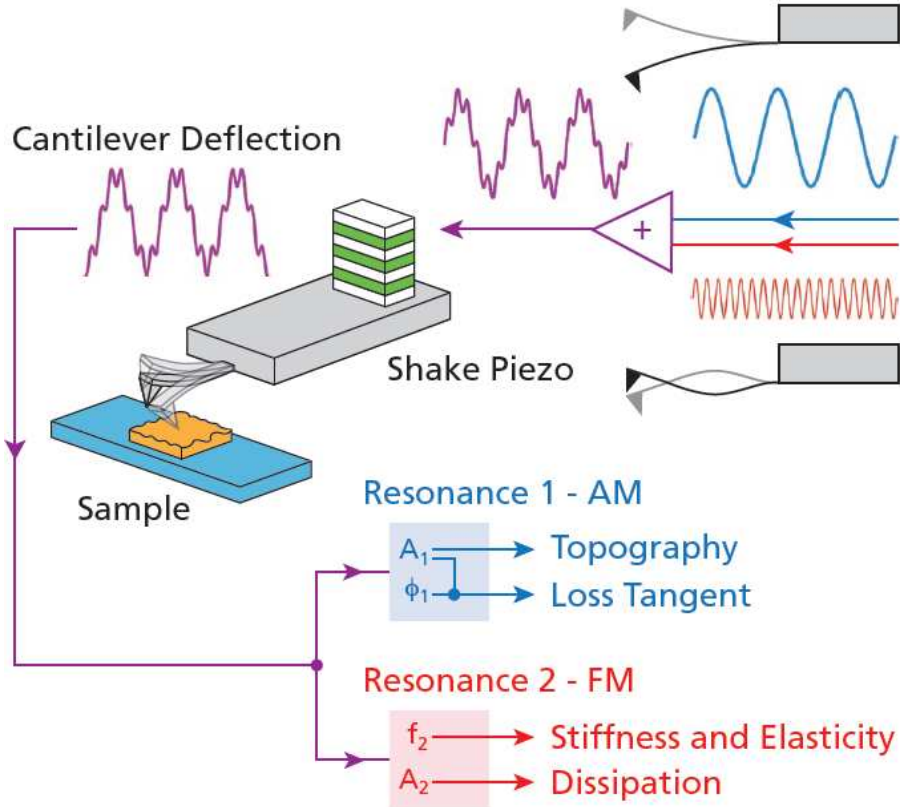 Cantilever Deflection
+
Shake Piezo
Sample
Resonance 1 - AM
A₁
Topography
ϕ₁
Loss Tangent
Resonance 2 - FM
f₂
Stiffness and Elasticity
A₂
Dissipation